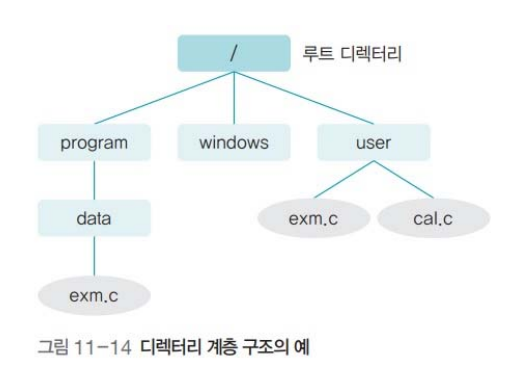 / 루트 디렉터리
program windows user
data exm.c cal.c
exm.c
그림 11-14 디렉터리 계층 구조의 예